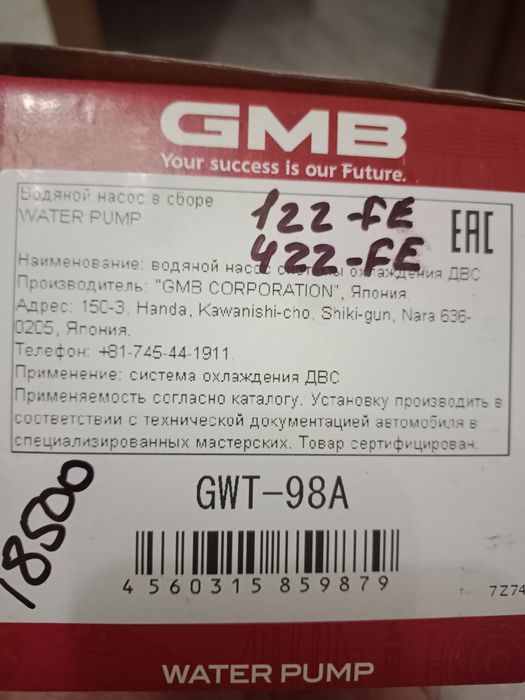 GMB
Your success is our Future.
Водяной насос в сборе
WATER PUMP
122-FE
422-FE
EAC
Наименование: водяной насос системы охлаждения ДВС
Производитель: "GMB CORPORATION", Япония.
Адрес: 150-3, Handa, Kawanishi-cho, Shiki-gun, Nara 636-
0205, Япония.
Телефон: +81-745-44-1911.
Применение: система охлаждения ДВС
Применяемость согласно каталогу. Установку производить в
соответствии с технической документацией автомобиля в
специализированных мастерских. Товар сертифицирован.
18500
GWT-98A
4 560315 859879
7Z74
WATER PUMP